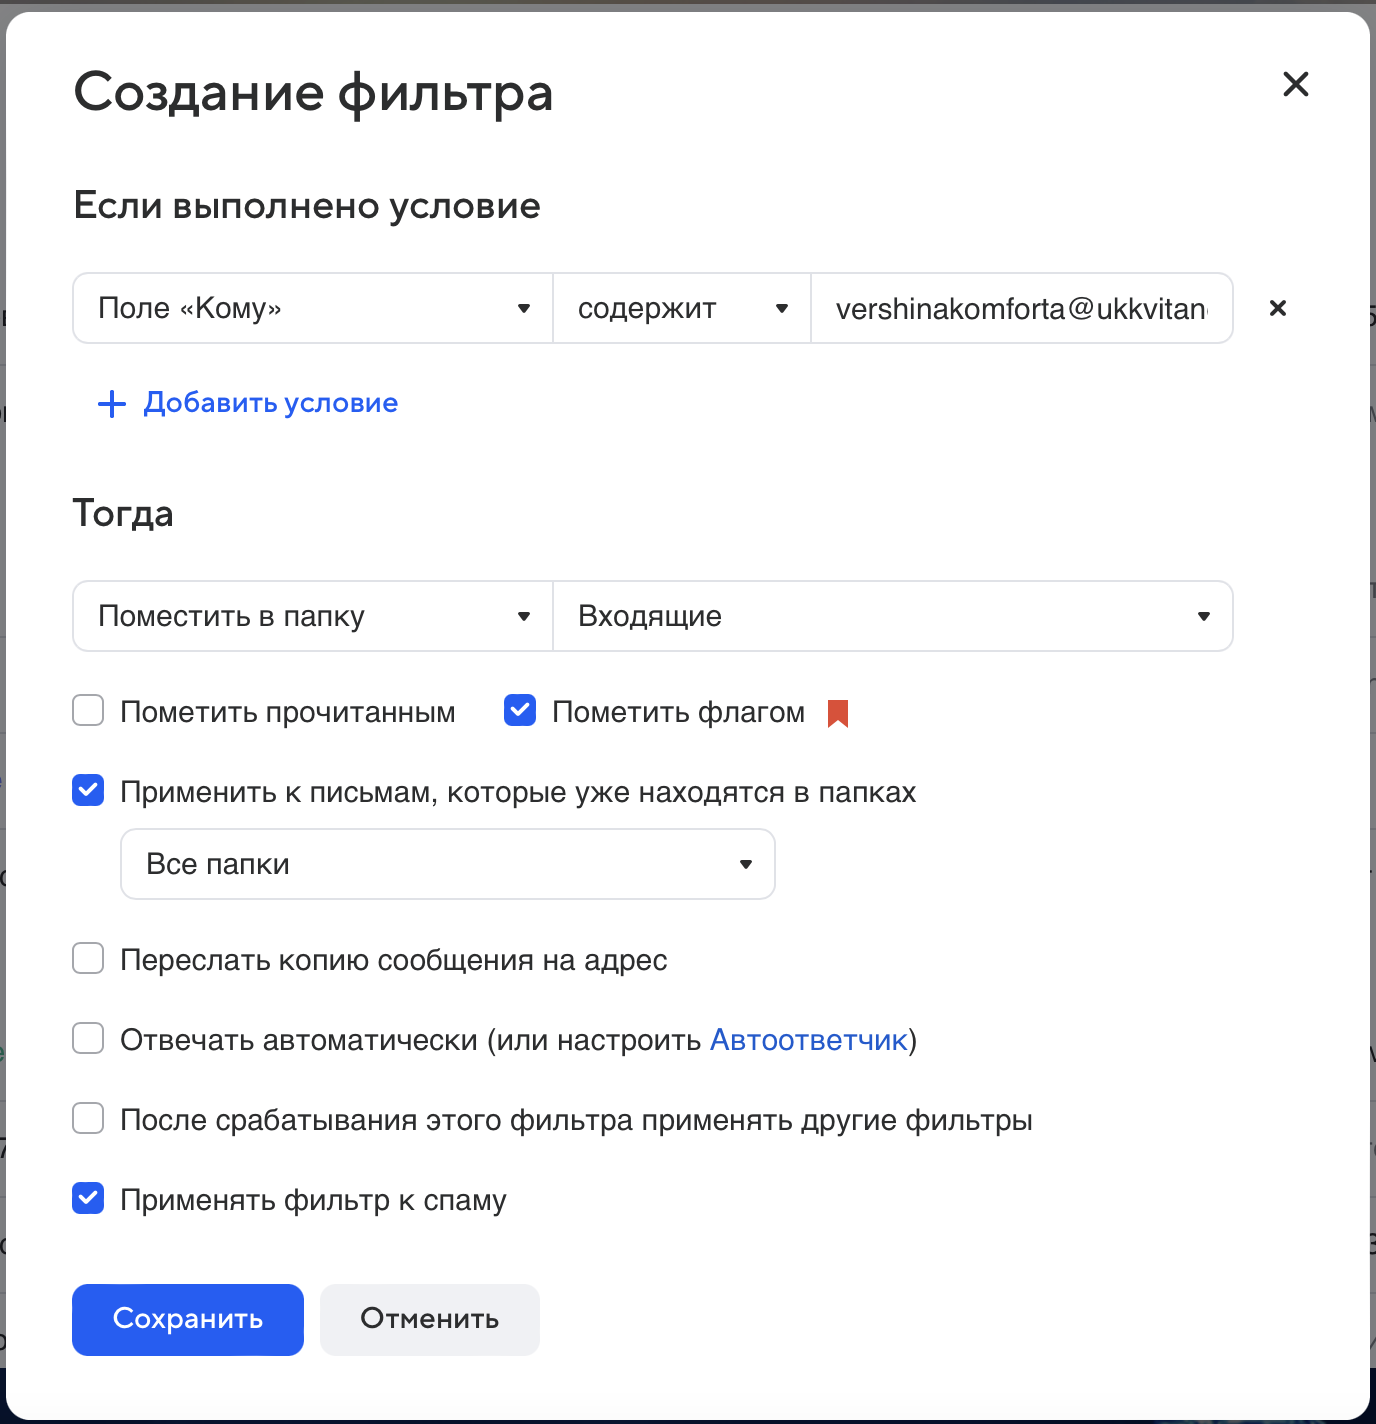 Создание фильтра
Если выполнено условие
Поле «Кому» содержит vershinakomforta@ukkvitan
Добавить условие
Тогда
Поместить в папку Входящие
Пометить прочитанным Пометить флагом
Применить к письмам, которые уже находятся в папках
Все папки
Переслать копию сообщения на адрес
Отвечать автоматически (или настроить Автоответчик)
После срабатывания этого фильтра применять другие фильтры
Применять фильтр к спаму
Сохранить Отменить